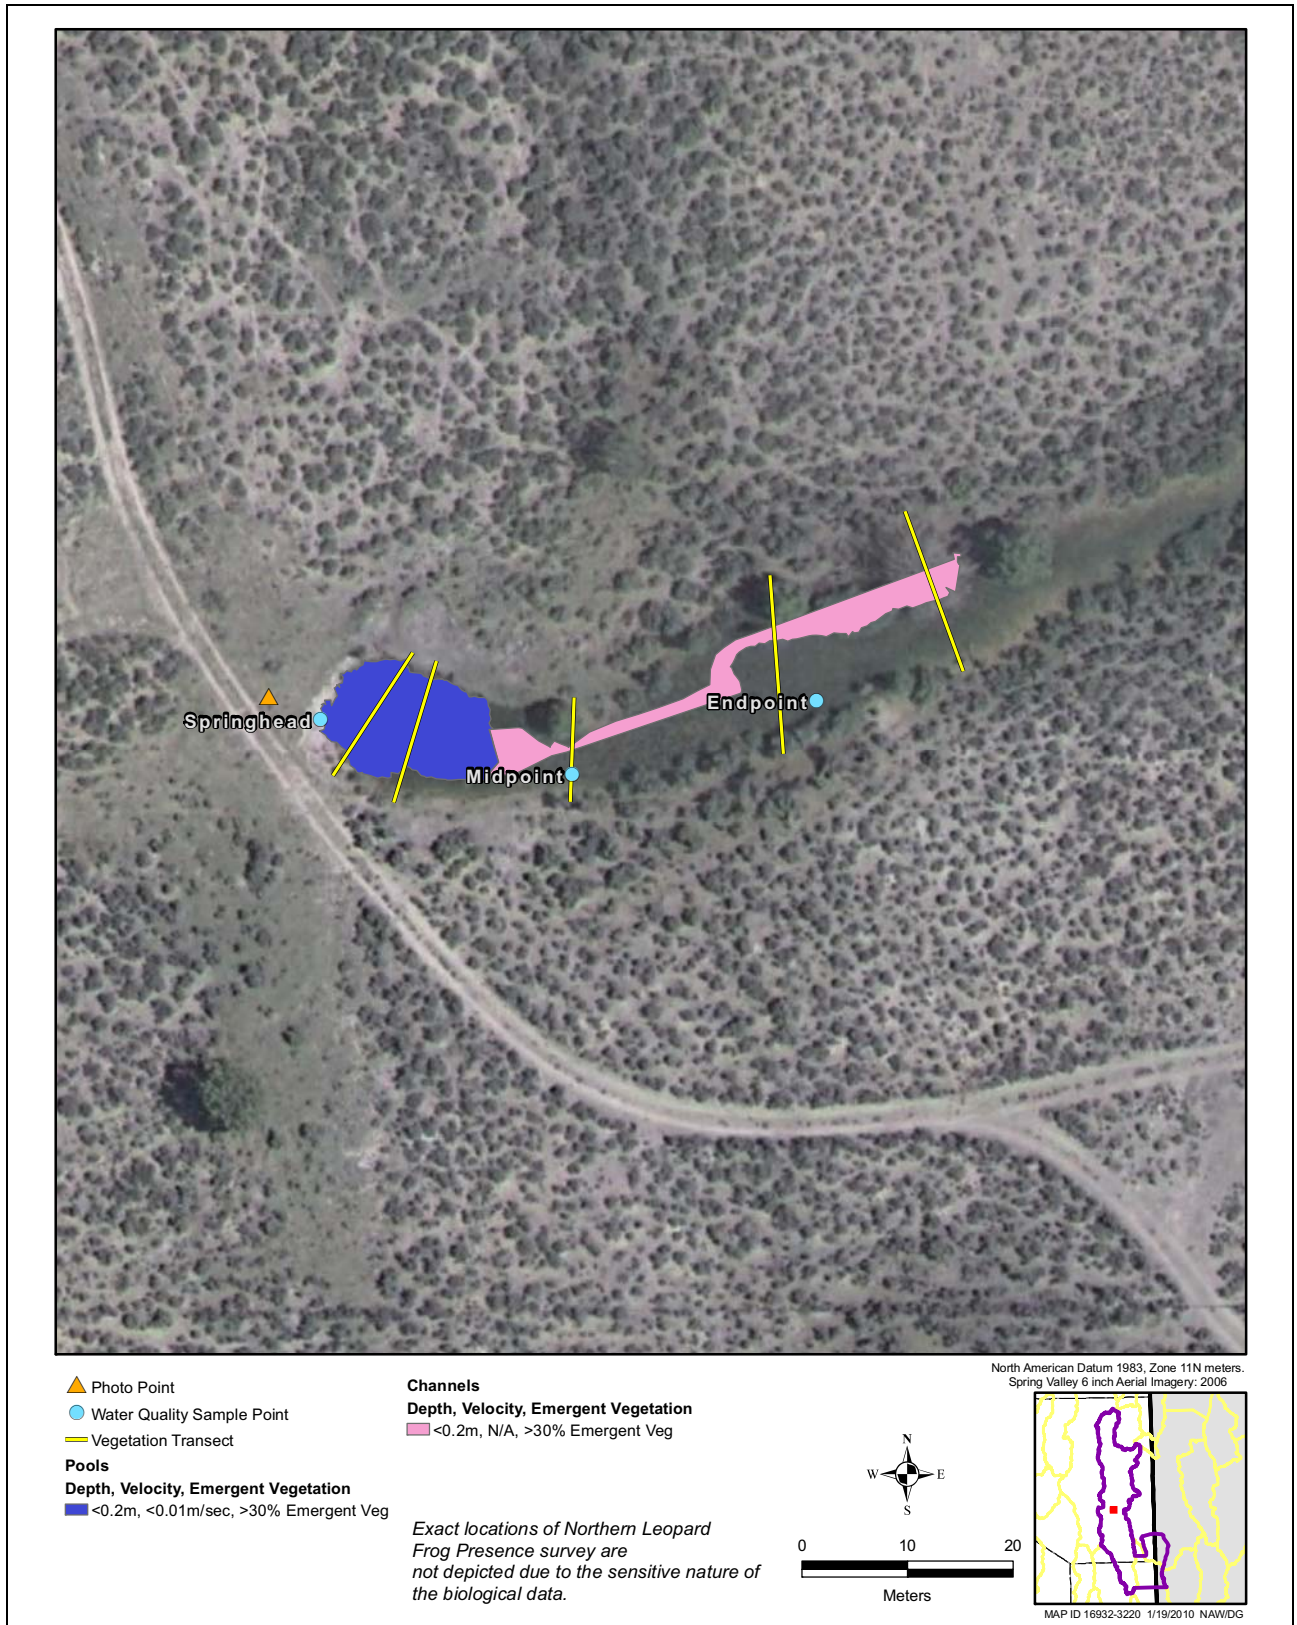 Springhead
Midpoint
Endpoint
North American Datum 1983, Zone 11N meters.
Spring Valley 6 inch Aerial Imagery: 2006
Photo Point
Water Quality Sample Point
Vegetation Transect
Pools
Depth, Velocity, Emergent Vegetation
<0.2m, <0.01m/sec, >30% Emergent Veg
Channels
Depth, Velocity, Emergent Vegetation
<0.2m, N/A, >30% Emergent Veg
Exact locations of Northern Leopard
Frog Presence survey are
not depicted due to the sensitive nature of
the biological data.
N
W E
S
0 10 20
Meters
MAP ID 16932-3220 1/19/2010 NAW/DG